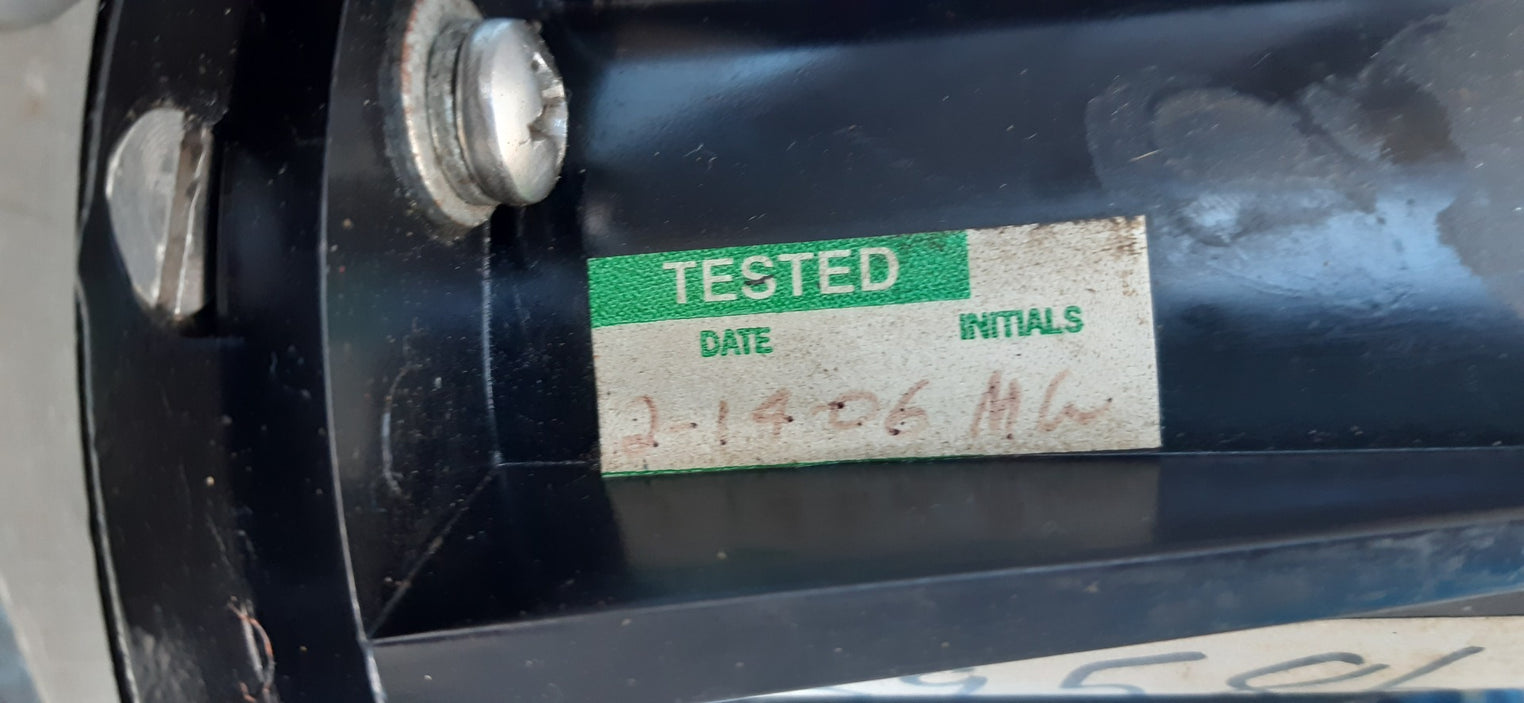 TESTED
DATE INITIALS
2-14-06 MW